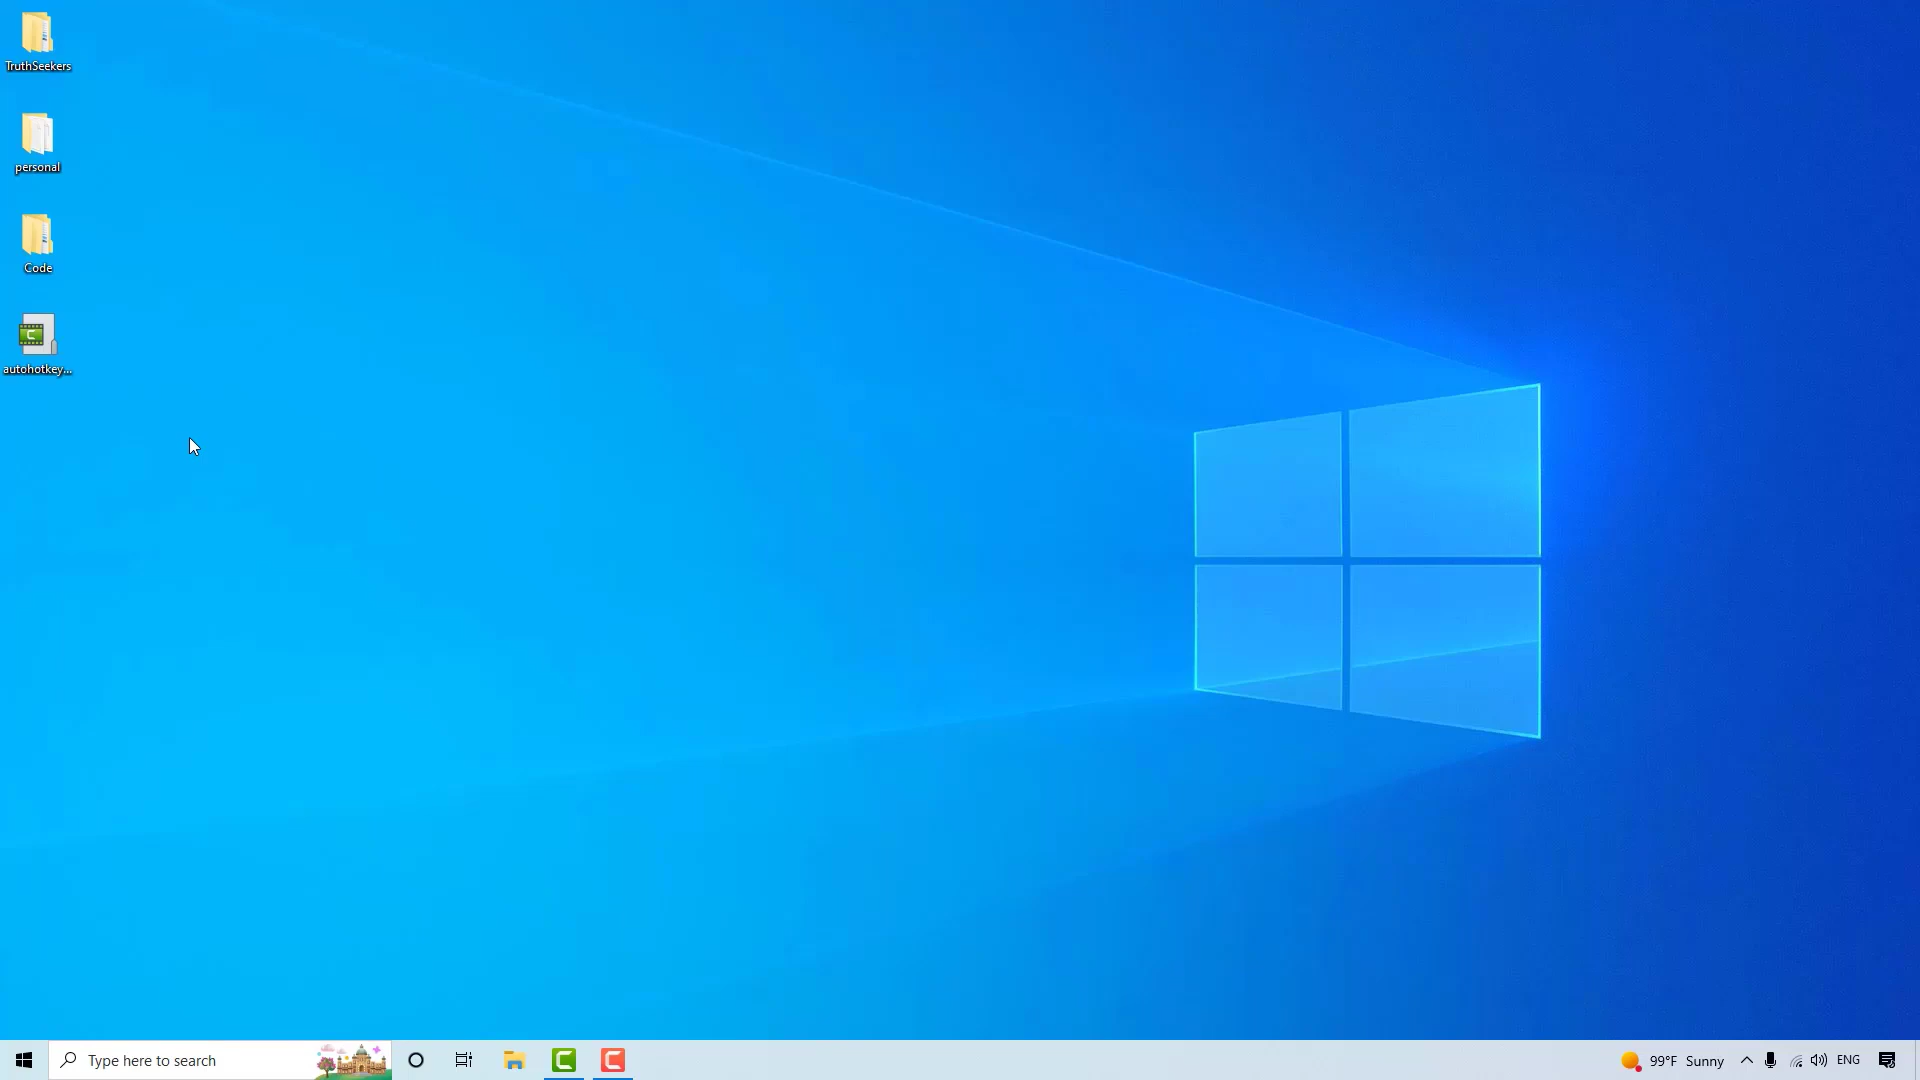 TruthSeekers
personal
Code
autohotkey...
Type here to search
99°F Sunny
ENG